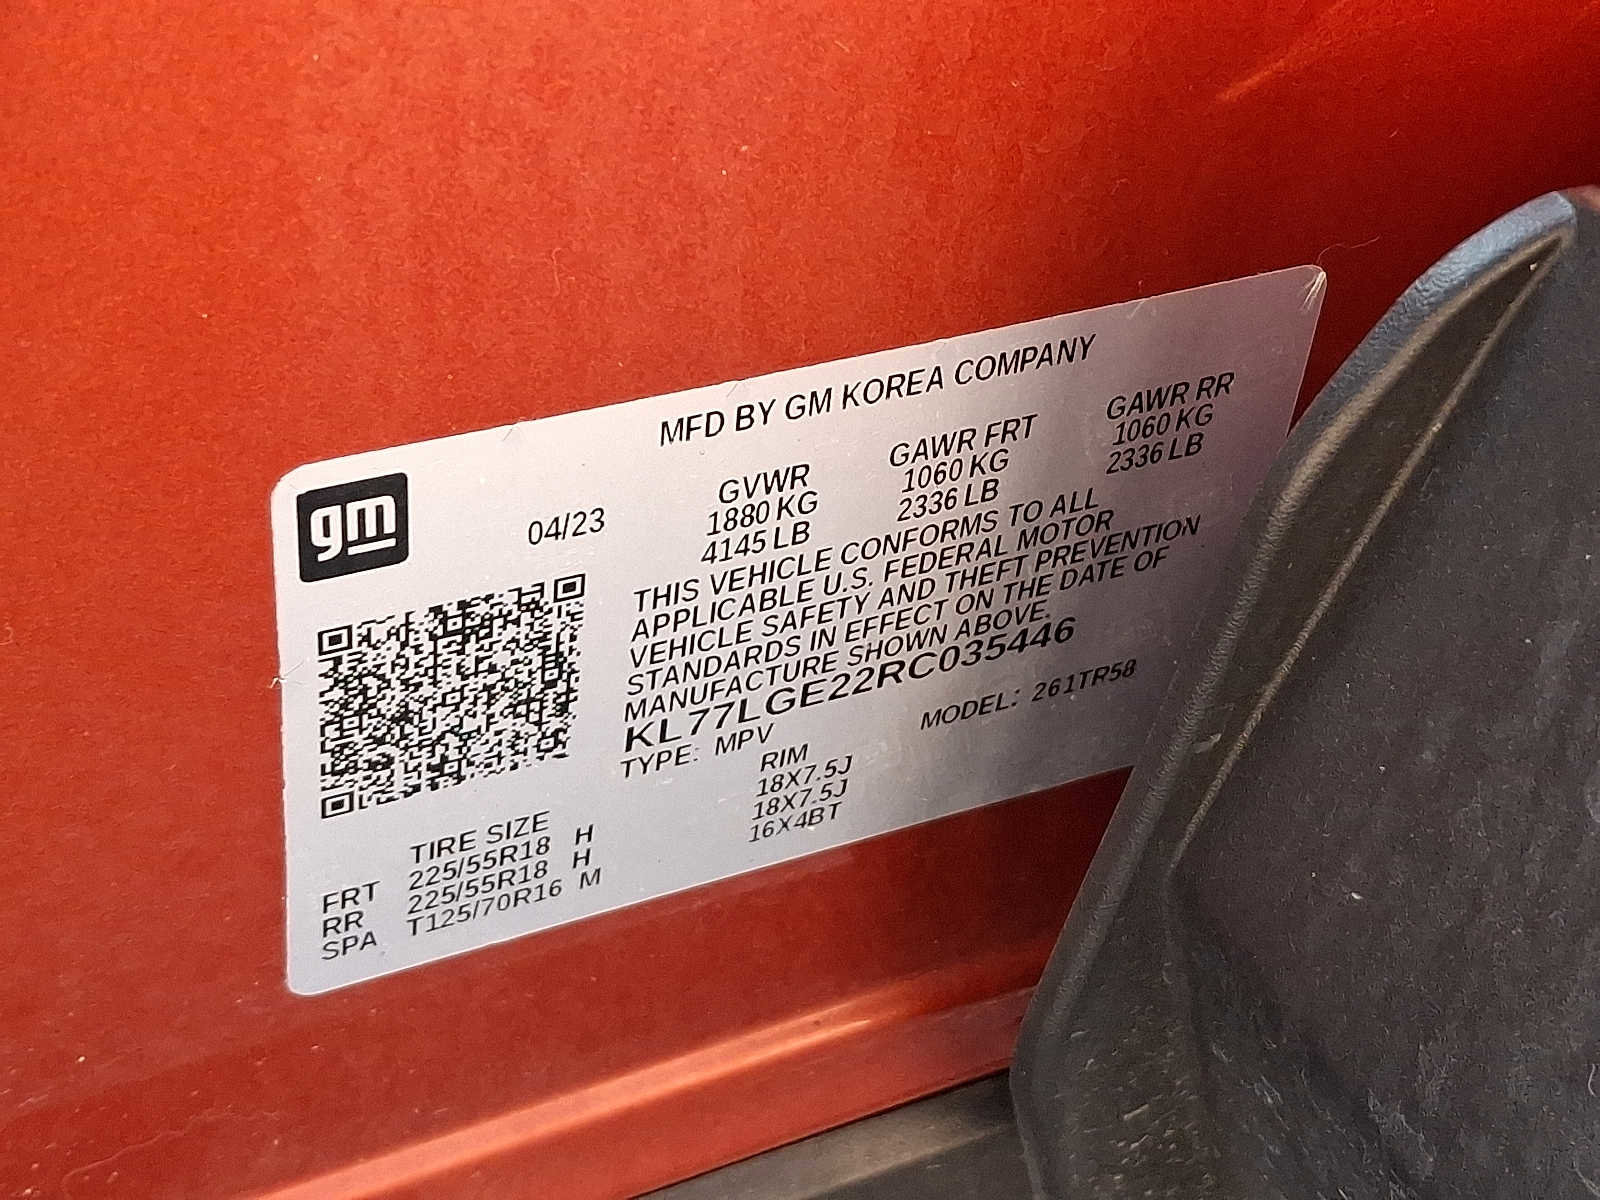 MFD BY GM KOREA COMPANY
gm
04/23
GVWR GAWR FRT GAWR RR
1880 KG 1060 KG 1060 KG
4145 LB 2336 LB 2336 LB
THIS VEHICLE CONFORMS TO ALL
APPLICABLE U.S. FEDERAL MOTOR
VEHICLE SAFETY AND THEFT PREVENTION
STANDARDS IN EFFECT ON THE DATE OF
MANUFACTURE SHOWN ABOVE.
KL77LGE22RC035446
TYPE: MPV MODEL: 261TR58
TIRE SIZE RIM
FRT 225/55R18 H 18X7.5J
RR 225/55R18 H 18X7.5J
SPA T125/70R16 M 16X4BT